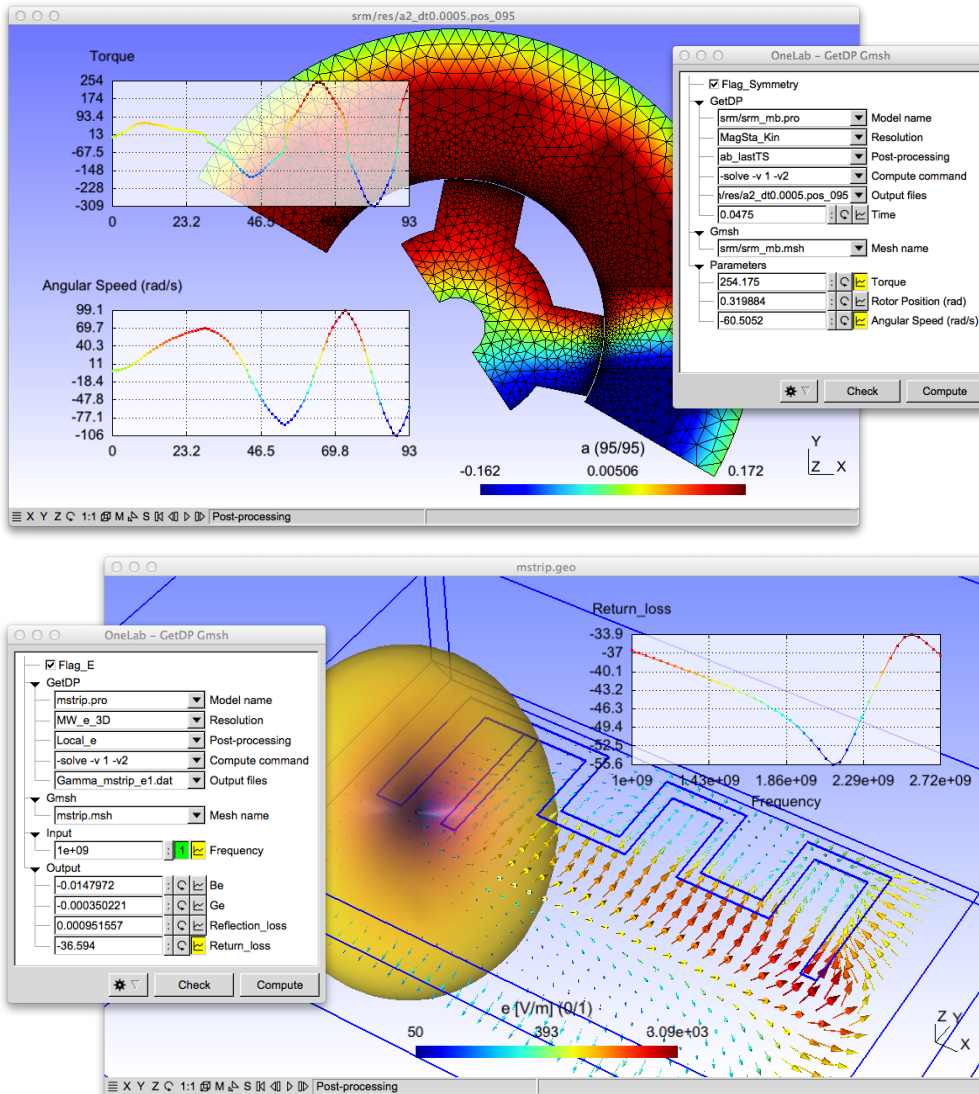 srm/res/a2_dt0.0005.pos_095
Torque
254
174
93.4
13
-67.5
-148
-228
-309
0 23.2 46.5 69.8 93
Angular Speed (rad/s)
99.1
69.7
40.3
11
-18.4
-47.8
-77.1
-106
0 23.2 46.5 69.8 93
a (95/95)
-0.162 0.00506 0.172
Y
Z X
X Y Z 1:1 M S Post-processing
OneLab - GetDP Gmsh
Flag_Symmetry
GetDP
srm/srm_mb.pro Model name
MagSta_Kin Resolution
ab_lastTS Post-processing
-solve -v 1 -v2 Compute command
/res/a2_dt0.0005.pos_095 Output files
0.0475 : Time
Gmsh
srm/srm_mb.msh Mesh name
Parameters
254.175 : Torque
0.319884 : Rotor Position (rad)
-60.5052 : Angular Speed (rad/s)
Check Compute
mstrip.geo
Return_loss
-33.9
-37
-40.1
-43.2
-46.3
-49.4
-52.5
-55.6
1e+09 1.43e+09 1.86e+09 2.29e+09 2.72e+09
Frequency
OneLab - GetDP Gmsh
Flag_E
GetDP
mstrip.pro Model name
MW_e_3D Resolution
Local_e Post-processing
-solve -v 1 -v2 Compute command
Gamma_mstrip_e1.dat Output files
Gmsh
mstrip.msh Mesh name
Input
1e+09 : 1 Frequency
Output
-0.0147972 : Be
-0.000350221 : Ge
0.000951557 : Reflection_loss
-36.594 : Return_loss
Check Compute
e [V/m] (0/1)
50 393 3.09e+03
Z Y
X
X Y Z 1:1 M S Post-processing